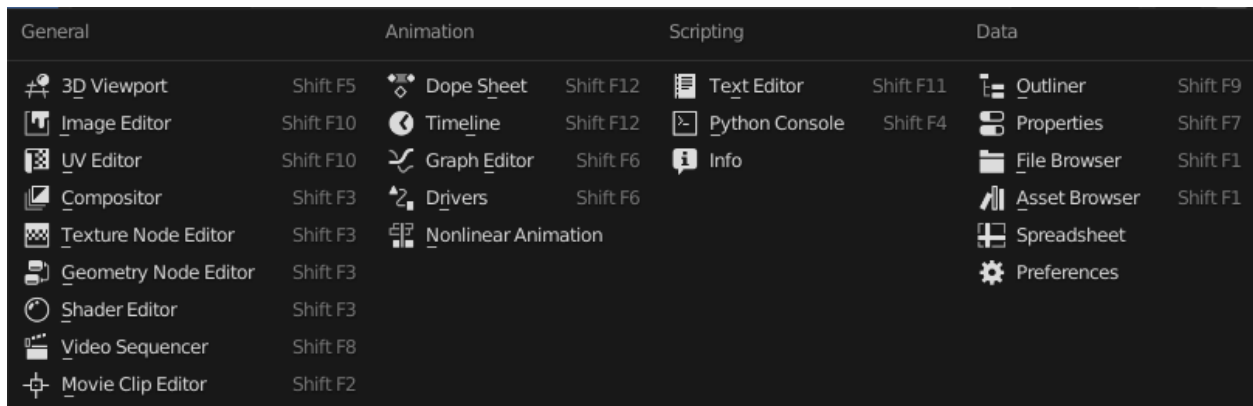 General Animation Scripting Data
3D Viewport Shift F5 Dope Sheet Shift F12 Text Editor Shift F11 Outliner Shift F9
Image Editor Shift F10 Timeline Shift F12 Python Console Shift F4 Properties Shift F7
UV Editor Shift F10 Graph Editor Shift F6 Info File Browser Shift F1
Compositor Shift F3 Drivers Shift F6 Asset Browser Shift F1
Texture Node Editor Shift F3 Nonlinear Animation Spreadsheet
Geometry Node Editor Shift F3 Preferences
Shader Editor Shift F3
Video Sequencer Shift F8
Movie Clip Editor Shift F2